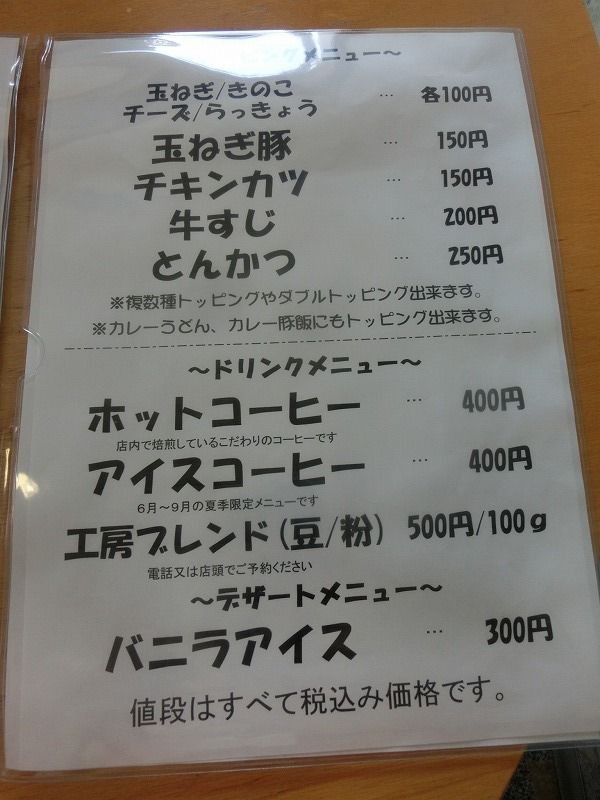 ピングメニュー～
玉ねぎ/きのこ
チーズ/らっきょう … 各100円
玉ねぎ豚 … 150円
チキンカツ … 150円
牛すじ … 200円
とんかつ … 250円
※複数種トッピングやダブルトッピング出来ます。
※カレーうどん、カレー豚飯にもトッピング出来ます。
～ドリンクメニュー～
ホットコーヒー … 400円
店内で焙煎しているこだわりのコーヒーです
アイスコーヒー … 400円
6月～9月の夏季限定メニューです
工房ブレンド(豆/粉) 500円/100g
電話又は店頭でご予約ください
～デザートメニュー～
バニラアイス … 300円
値段はすべて税込み価格です。